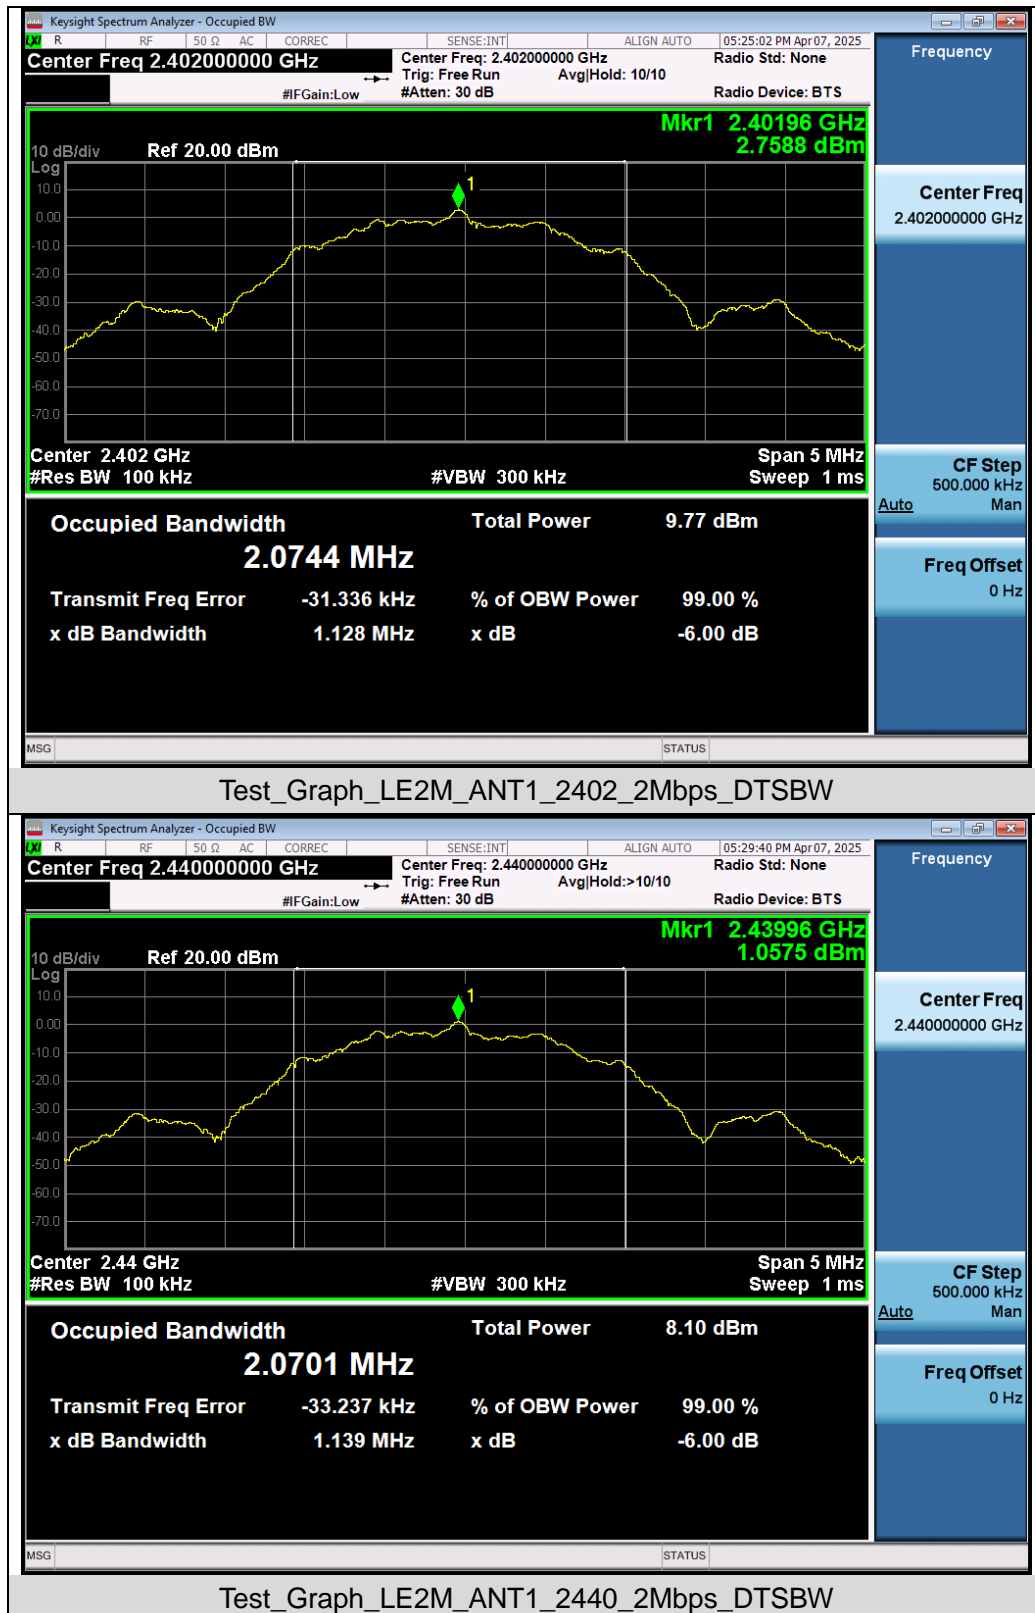 Keysight Spectrum Analyzer - Occupied BW
LXI R RF 50 Ω AC CORREC SENSE:INT ALIGN AUTO 05:25:02 PM Apr 07, 2025
Center Freq 2.402000000 GHz
Center Freq: 2.402000000 GHz Radio Std: None
Trig: Free Run Avg|Hold: 10/10
#IFGain:Low #Atten: 30 dB Radio Device: BTS
Frequency
Mkr1 2.40196 GHz
2.7588 dBm
10 dB/div Ref 20.00 dBm
Log
10.0
0.00
-10.0
-20.0
-30.0
-40.0
-50.0
-60.0
-70.0
1
Center 2.402 GHz Span 5 MHz
#Res BW 100 kHz #VBW 300 kHz Sweep 1 ms
Center Freq
2.402000000 GHz
CF Step
500.000 kHz
Auto Man
Freq Offset
0 Hz
Occupied Bandwidth Total Power 9.77 dBm
2.0744 MHz
Transmit Freq Error -31.336 kHz % of OBW Power 99.00 %
x dB Bandwidth 1.128 MHz x dB -6.00 dB
MSG STATUS
Test_Graph_LE2M_ANT1_2402_2Mbps_DTSBW
Keysight Spectrum Analyzer - Occupied BW
LXI R RF 50 Ω AC CORREC SENSE:INT ALIGN AUTO 05:29:40 PM Apr 07, 2025
Center Freq 2.440000000 GHz
Center Freq: 2.440000000 GHz Radio Std: None
Trig: Free Run Avg|Hold:>10/10
#IFGain:Low #Atten: 30 dB Radio Device: BTS
Frequency
Mkr1 2.43996 GHz
1.0575 dBm
10 dB/div Ref 20.00 dBm
Log
10.0
0.00
-10.0
-20.0
-30.0
-40.0
-50.0
-60.0
-70.0
1
Center 2.44 GHz Span 5 MHz
#Res BW 100 kHz #VBW 300 kHz Sweep 1 ms
Center Freq
2.440000000 GHz
CF Step
500.000 kHz
Auto Man
Freq Offset
0 Hz
Occupied Bandwidth Total Power 8.10 dBm
2.0701 MHz
Transmit Freq Error -33.237 kHz % of OBW Power 99.00 %
x dB Bandwidth 1.139 MHz x dB -6.00 dB
MSG STATUS
Test_Graph_LE2M_ANT1_2440_2Mbps_DTSBW